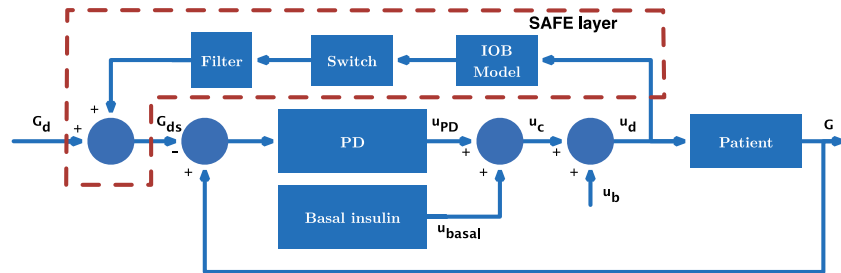 SAFE layer
Filter
Switch
IOB
Model
+
G_d
+
G_ds
-
+
PD
u_PD
+
+
u_c
+
+
u_d
u_b
Patient
G
Basal insulin
u_basal